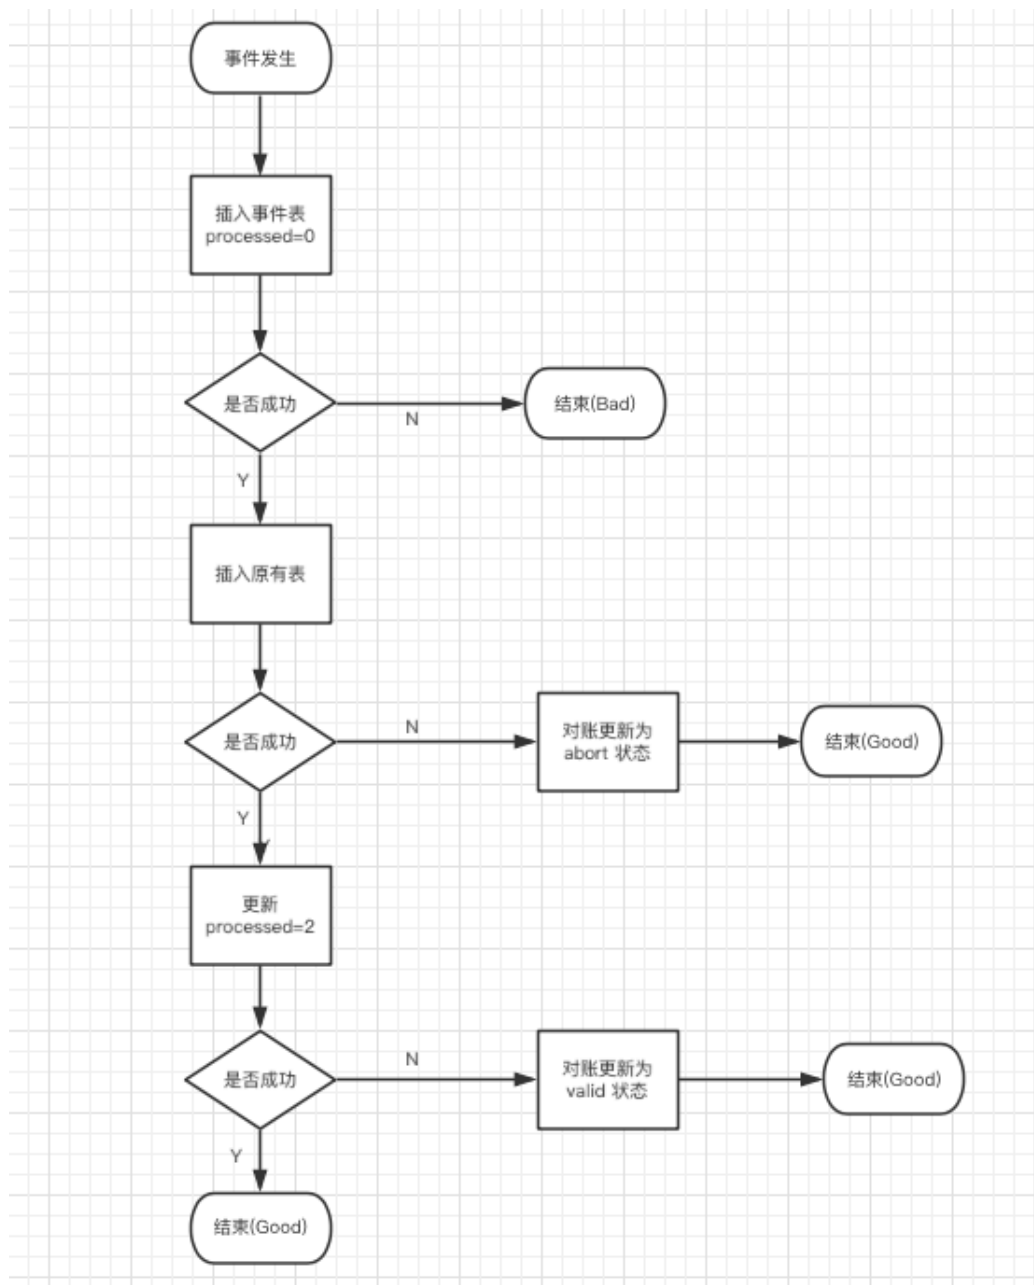 事件发生
插入事件表
processed=0
是否成功
N
结束(Bad)
Y
插入原有表
是否成功
N
对账更新为
abort 状态
结束(Good)
Y
更新
processed=2
是否成功
N
对账更新为
valid 状态
结束(Good)
Y
结束(Good)